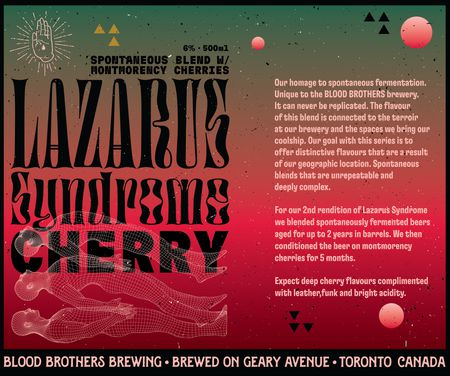 6% · 500ml
SPONTANEOUS BLEND W/
MONTMORENCY CHERRIES
LAZARUS
Syndrome
CHERRY
Our homage to spontaneous fermentation.
Unique to the BLOOD BROTHERS brewery.
It can never be replicated. The flavour
of this blend is connected to the terroir
at our brewery and the spaces we bring our
coolship. Our goal with this series is to
offer distinctive flavours that are a result
of our geographic location. Spontaneous
blends that are unrepeatable and
deeply complex.
For our 2nd rendition of Lazarus Syndrome
we blended spontaneously fermented beers
aged for up to 2 years in barrels. We then
conditioned the beer on montmorency
cherries for 5 months.
Expect deep cherry flavours complimented
with leather,funk and bright acidity.
BLOOD BROTHERS BREWING • BREWED ON GEARY AVENUE • TORONTO CANADA